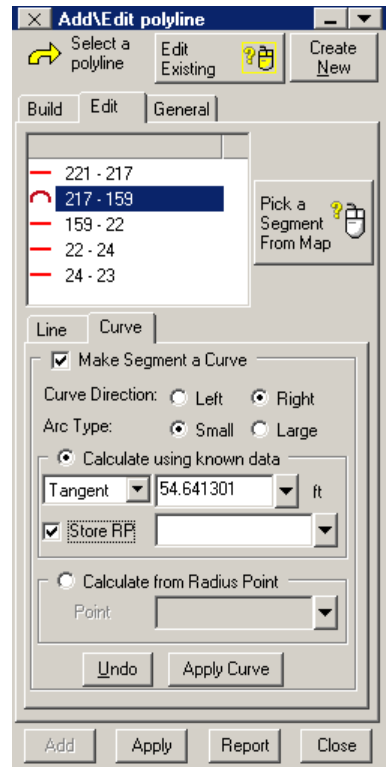 Add\Edit polyline
Select a polyline
Edit Existing
Create New
Build Edit General
221 - 217
217 - 159
159 - 22
22 - 24
24 - 23
Pick a
Segment
From Map
Line Curve
Make Segment a Curve
Curve Direction: Left Right
Arc Type: Small Large
Calculate using known data
Tangent 54.641301 ft
Store RP
Calculate from Radius Point
Point
Undo Apply Curve
Add Apply Report Close